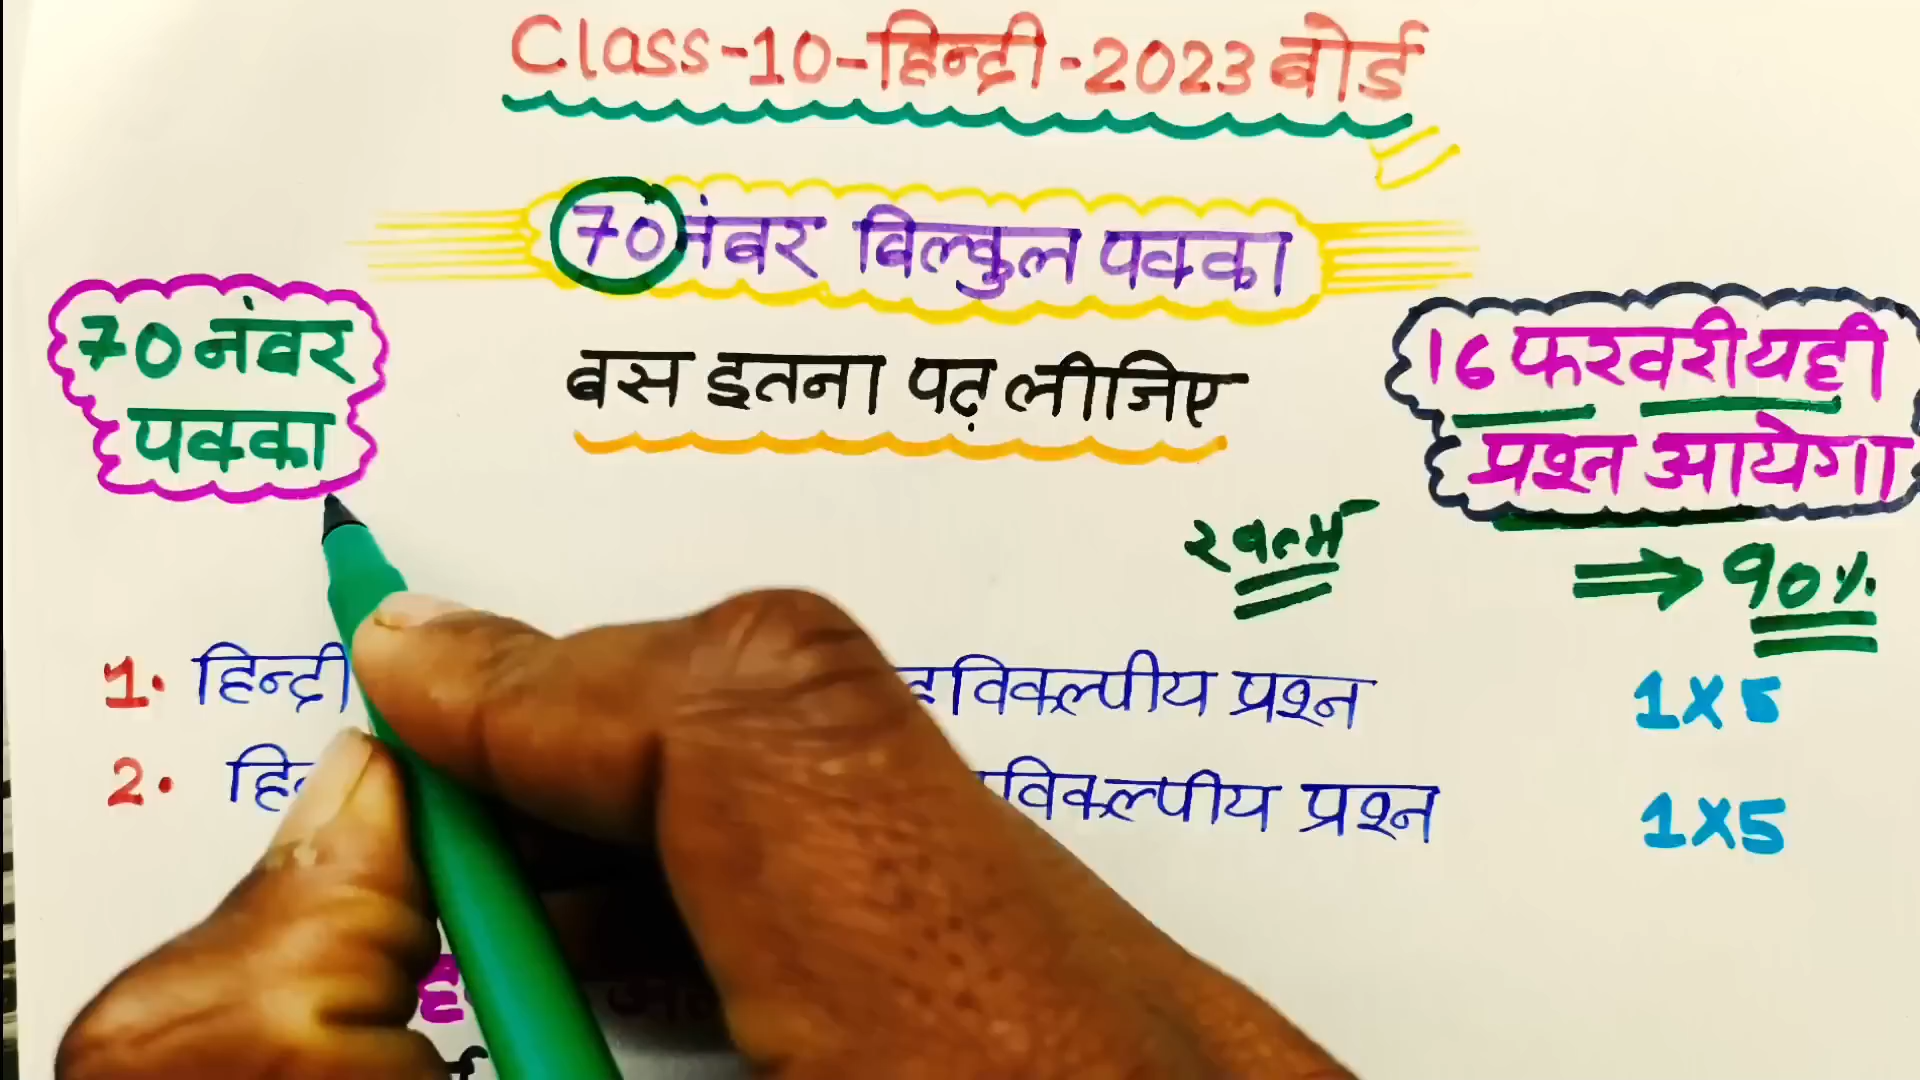 Class-10-हिन्दी-2023 बोर्ड
70 नंबर बिल्कुल पक्का
70 नंबर
पक्का
बस इतना पढ़ लीजिए
16 फरवरी यही
प्रश्न आयेगा
खत्म
90%
1. हिन्दी विकल्पीय प्रश्न 1X5
2. विकल्पीय प्रश्न 1X5